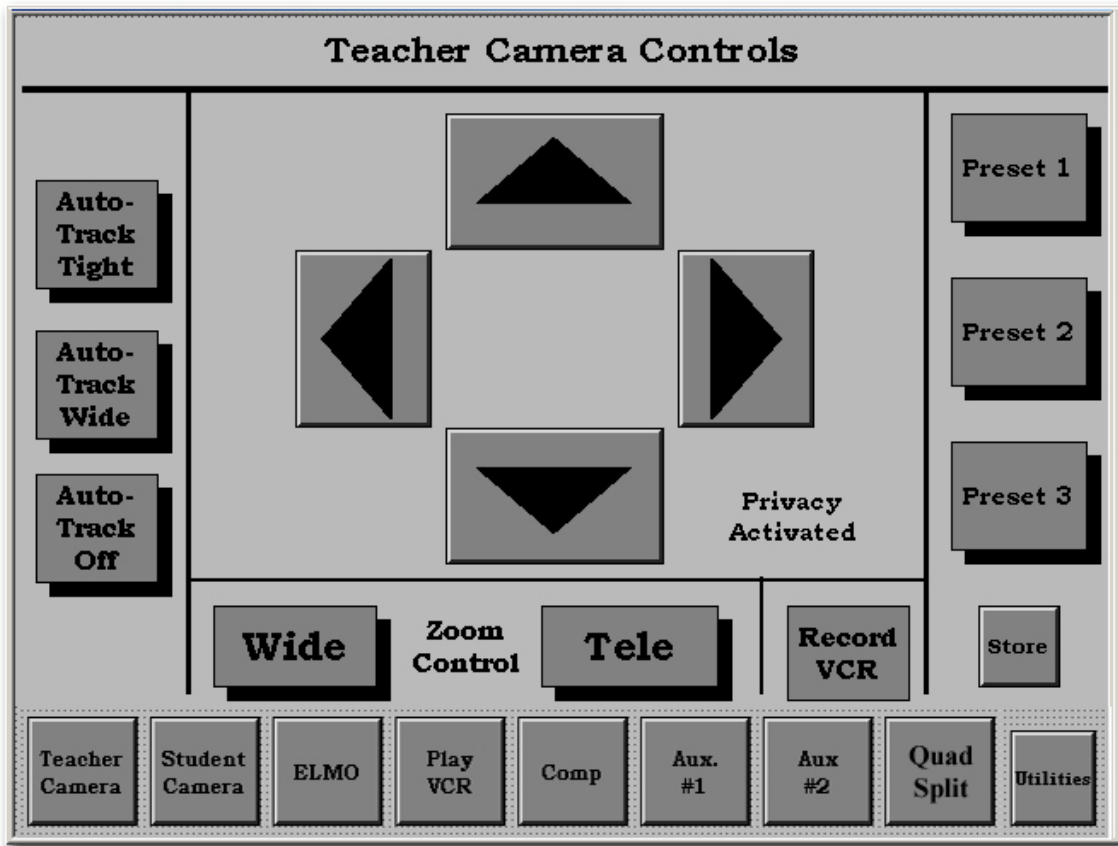 Teacher Camera Controls
Auto-
Track
Tight
Auto-
Track
Wide
Auto-
Track
Off
Privacy
Activated
Preset 1
Preset 2
Preset 3
Wide
Zoom
Control
Tele
Record
VCR
Store
Teacher
Camera
Student
Camera
ELMO
Play
VCR
Comp
Aux.
#1
Aux
#2
Quad
Split
Utilities